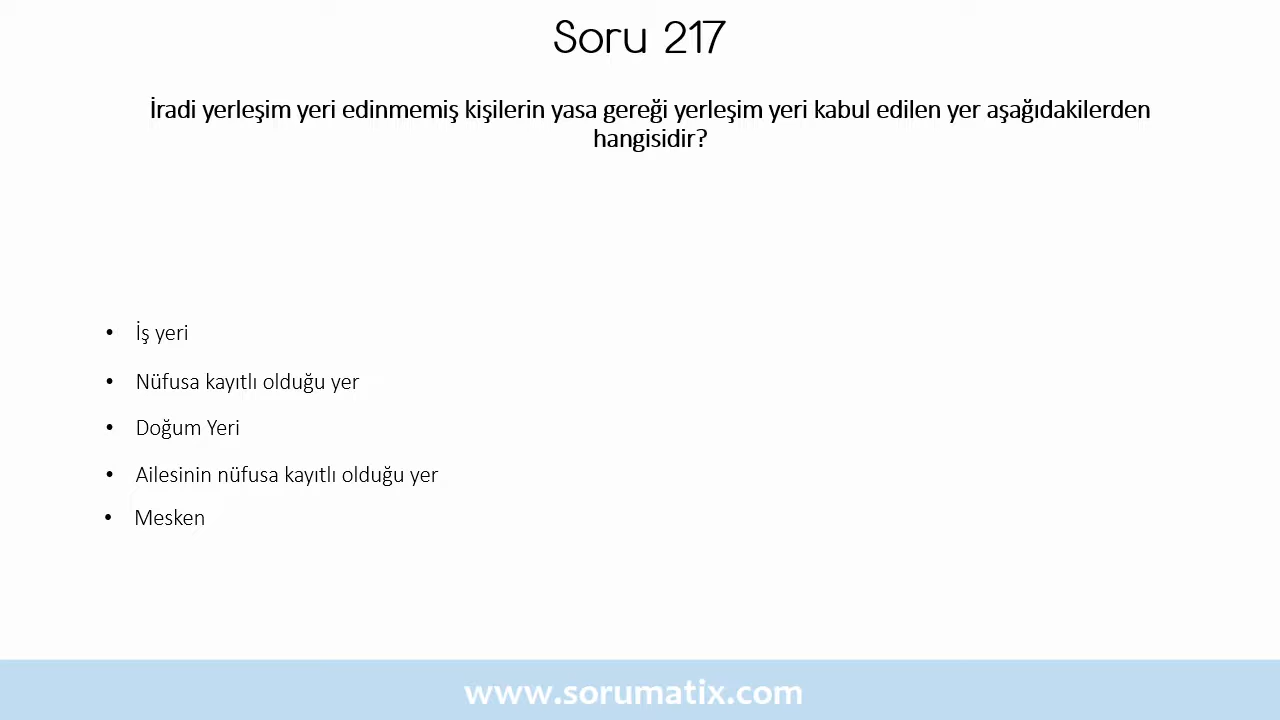 Soru 217
İradi yerleşim yeri edinmemiş kişilerin yasa gereği yerleşim yeri kabul edilen yer aşağıdakilerden
hangisidir?
• İş yeri
• Nüfusa kayıtlı olduğu yer
• Doğum Yeri
• Ailesinin nüfusa kayıtlı olduğu yer
• Mesken
www.sorumatix.com